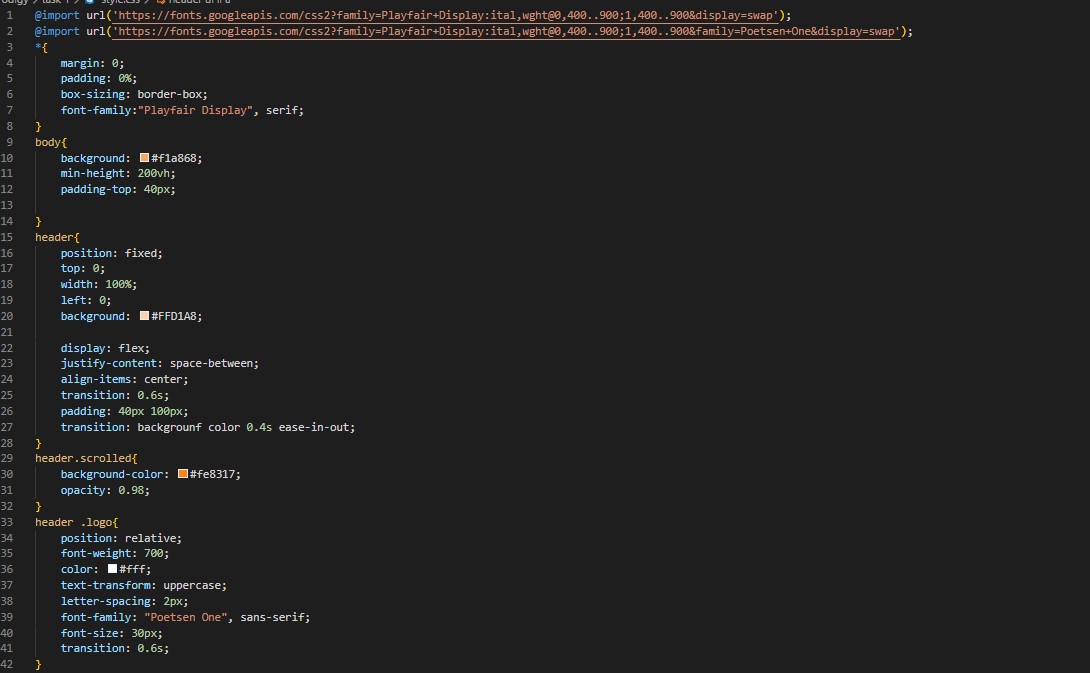 odigy > task 1 > style.css > header ul li a
1 @import url('https://fonts.googleapis.com/css2?family=Playfair+Display:ital,wght@0,400..900;1,400..900&display=swap');
2 @import url('https://fonts.googleapis.com/css2?family=Playfair+Display:ital,wght@0,400..900;1,400..900&family=Poetsen+One&display=swap');
3 *{
4 margin: 0;
5 padding: 0%;
6 box-sizing: border-box;
7 font-family:"Playfair Display", serif;
8 }
9 body{
10 background: #f1a868;
11 min-height: 200vh;
12 padding-top: 40px;
13
14 }
15 header{
16 position: fixed;
17 top: 0;
18 width: 100%;
19 left: 0;
20 background: #FFD1A8;
21
22 display: flex;
23 justify-content: space-between;
24 align-items: center;
25 transition: 0.6s;
26 padding: 40px 100px;
27 transition: backgrounf color 0.4s ease-in-out;
28 }
29 header.scrolled{
30 background-color: #fe8317;
31 opacity: 0.98;
32 }
33 header .logo{
34 position: relative;
35 font-weight: 700;
36 color: #fff;
37 text-transform: uppercase;
38 letter-spacing: 2px;
39 font-family: "Poetsen One", sans-serif;
40 font-size: 30px;
41 transition: 0.6s;
42 }